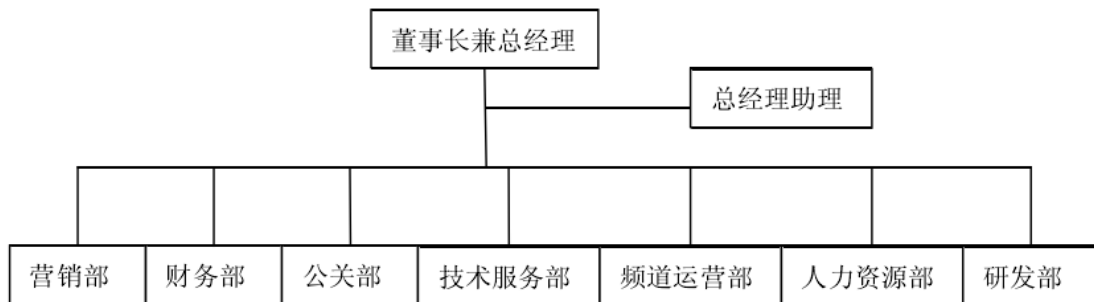 董事长兼总经理
总经理助理
营销部
财务部
公关部
技术服务部
频道运营部
人力资源部
研发部